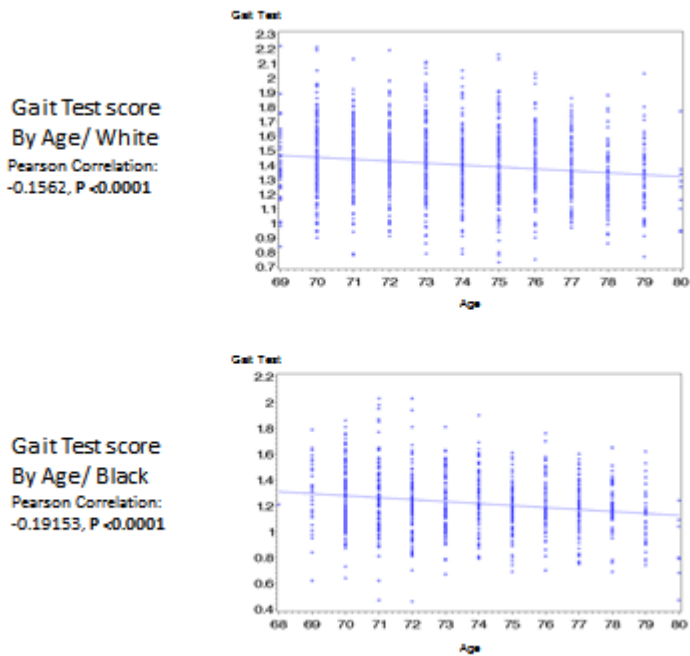 Gait Test
2.3
2.2
2.1
2
1.9
1.8
1.7
1.6
1.5
1.4
1.3
1.2
1.1
1
0.9
0.8
0.7
69 70 71 72 73 74 75 76 77 78 79 80
Age
Gait Test score
By Age/ White
Pearson Correlation:
-0.1562, P <0.0001
Gait Test
2.2
2
1.8
1.6
1.4
1.2
1
0.8
0.6
0.4
68 69 70 71 72 73 74 75 76 77 78 79 80
Age
Gait Test score
By Age/ Black
Pearson Correlation:
-0.19153, P <0.0001